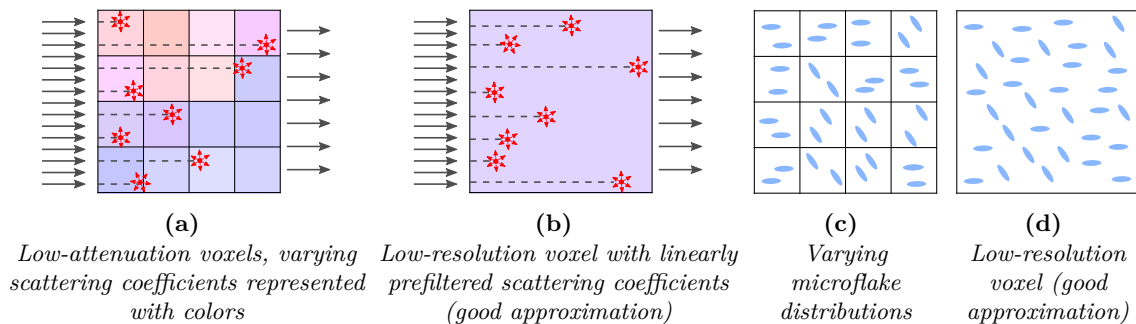 (a)
Low-attenuation voxels, varying
scattering coefficients represented
with colors
(b)
Low-resolution voxel with linearly
prefiltered scattering coefficients
(good approximation)
(c)
Varying
microflake
distributions
(d)
Low-resolution
voxel (good
approximation)